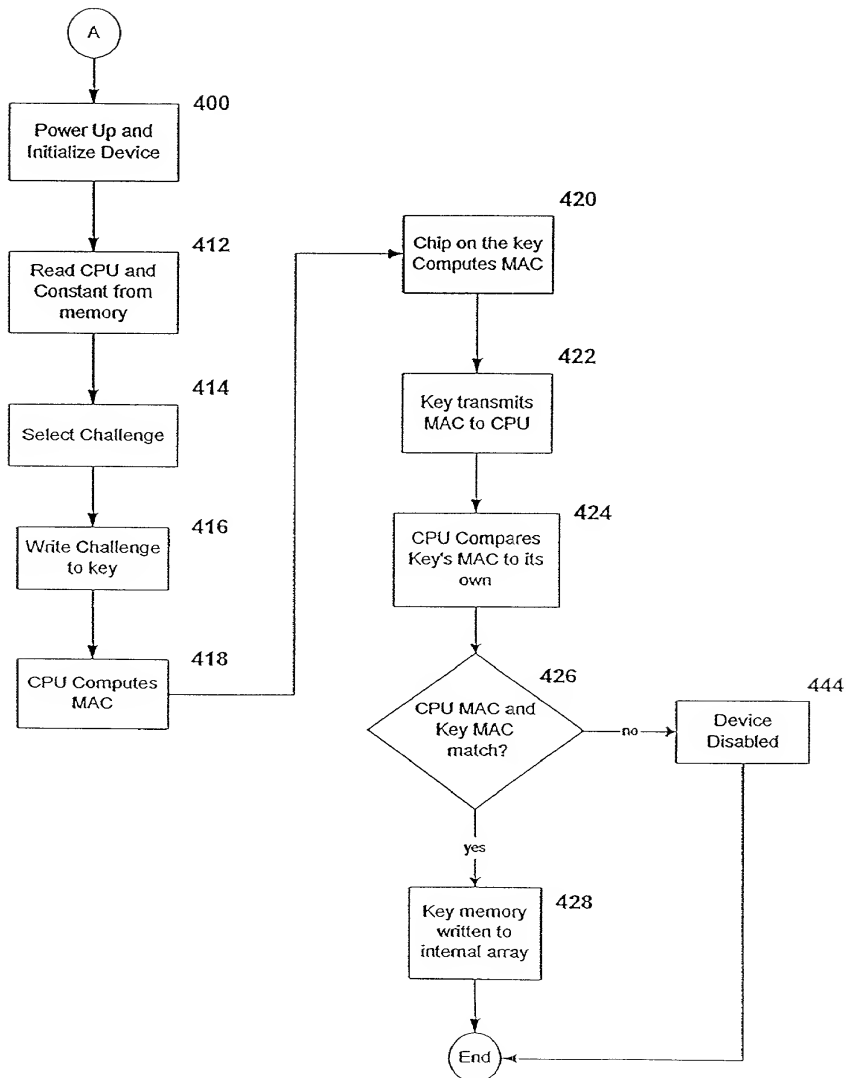 A
400
Power Up and
Initialize Device
412
Read CPU and
Constant from
memory
414
Select Challenge
416
Write Challenge
to key
418
CPU Computes
MAC
420
Chip on the key
Computes MAC
422
Key transmits
MAC to CPU
424
CPU Compares
Key's MAC to its
own
426
CPU MAC and
Key MAC
match?
no
444
Device
Disabled
yes
428
Key memory
written to
internal array
End